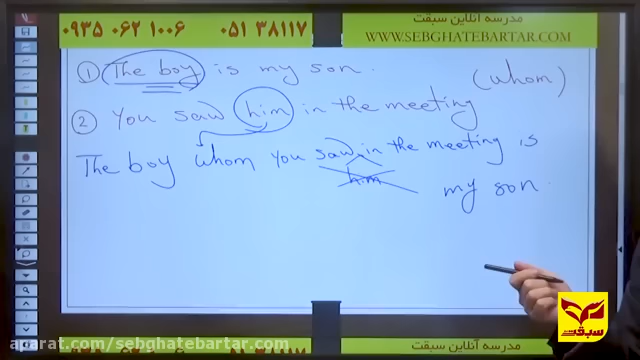 ۰۹۳۵ ۰۶۲ ۱۰۰۶ ۰۵۱ ۳۸۱۱۷
مدرسه آنلاین سبقت
WWW.SEBGHATEBARTAR.COM
① The boy is my son. (whom)
② You saw him in the meeting
The boy whom you saw in the meeting is
him
my son.
سبقت
aparat.com/sebghatebartar.com
مدرسه آنلاین سبقت